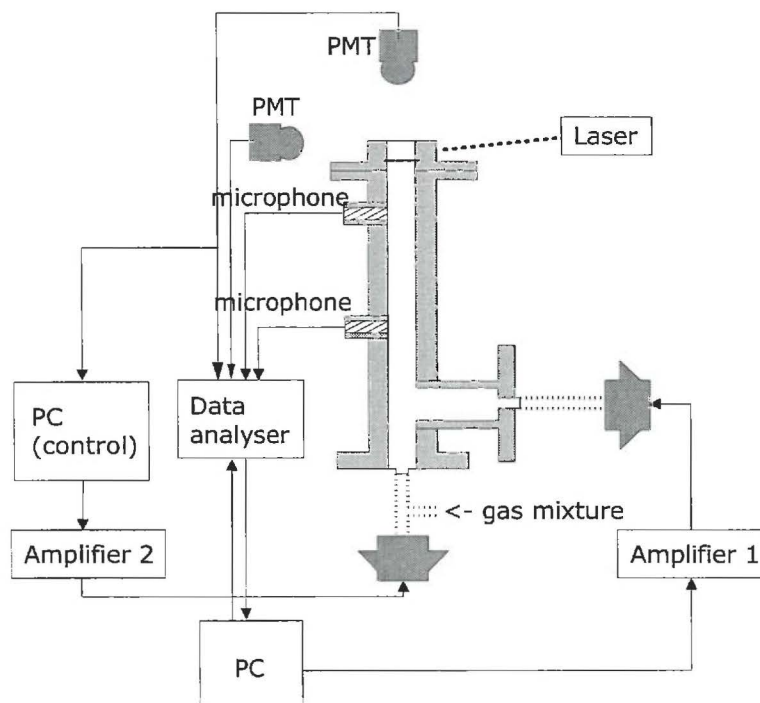 PMT
PMT
Laser
microphone
microphone
PC
(control)
Data
analyser
<- gas mixture
Amplifier 2
Amplifier 1
PC